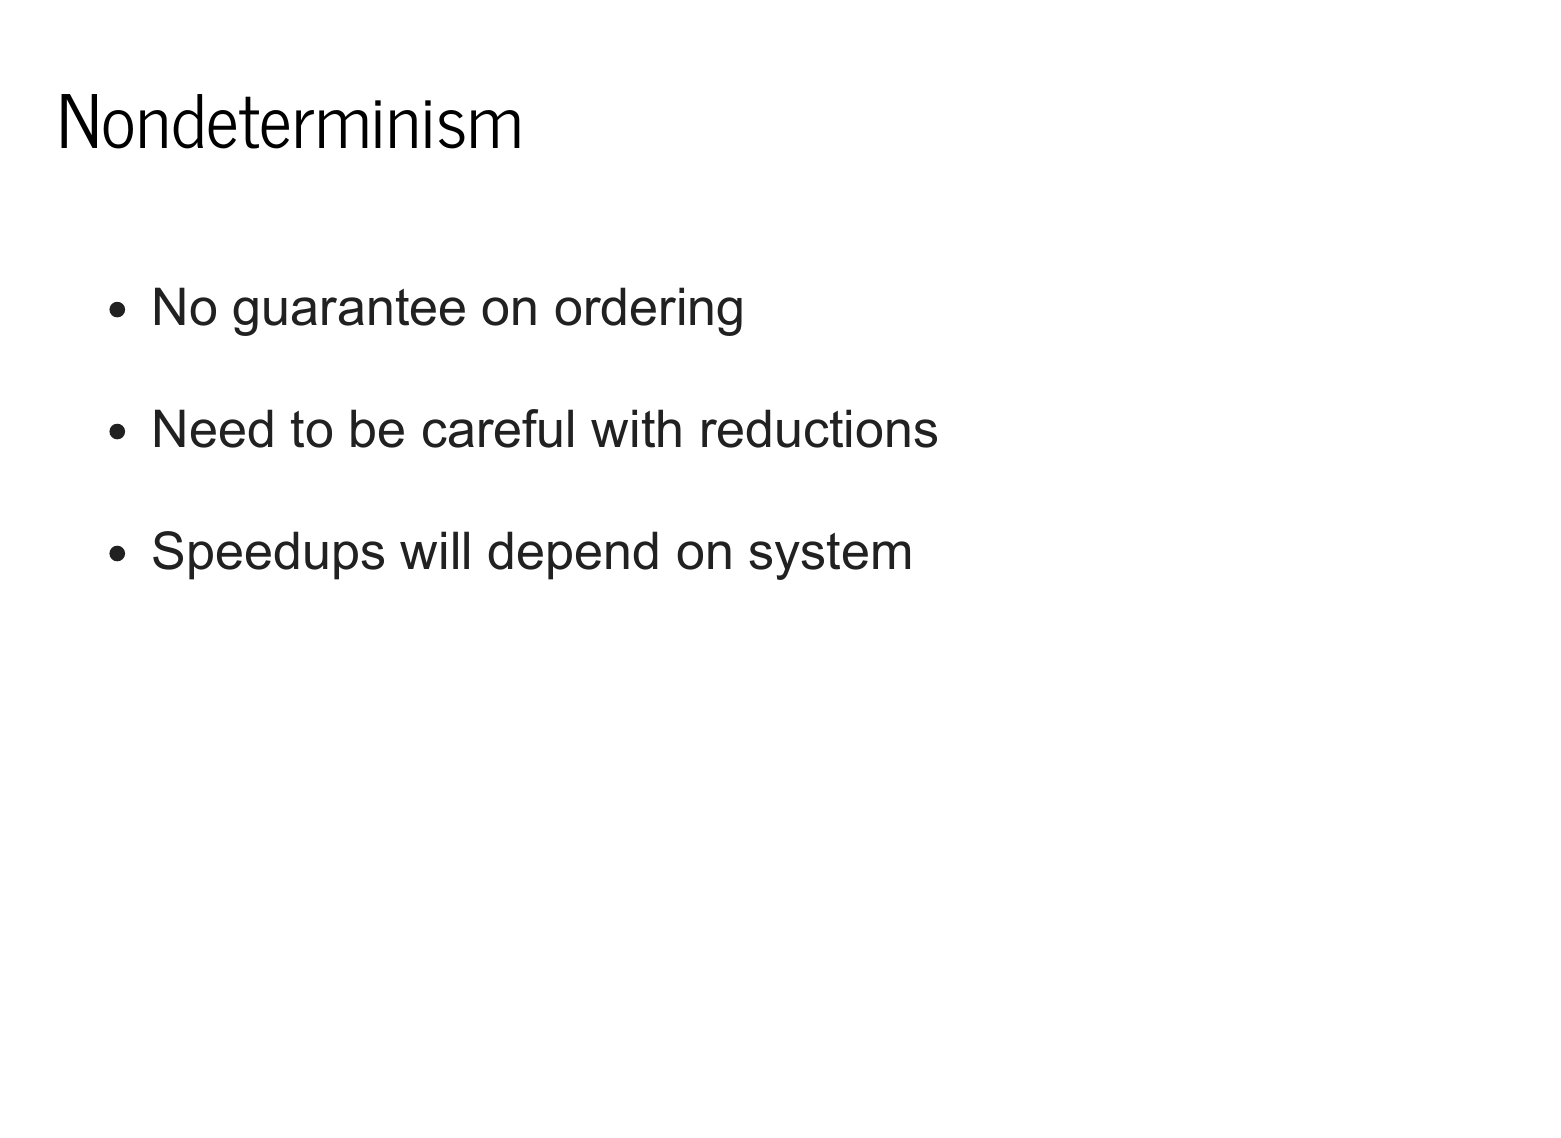 Nondeterminism
• No guarantee on ordering
• Need to be careful with reductions
• Speedups will depend on system